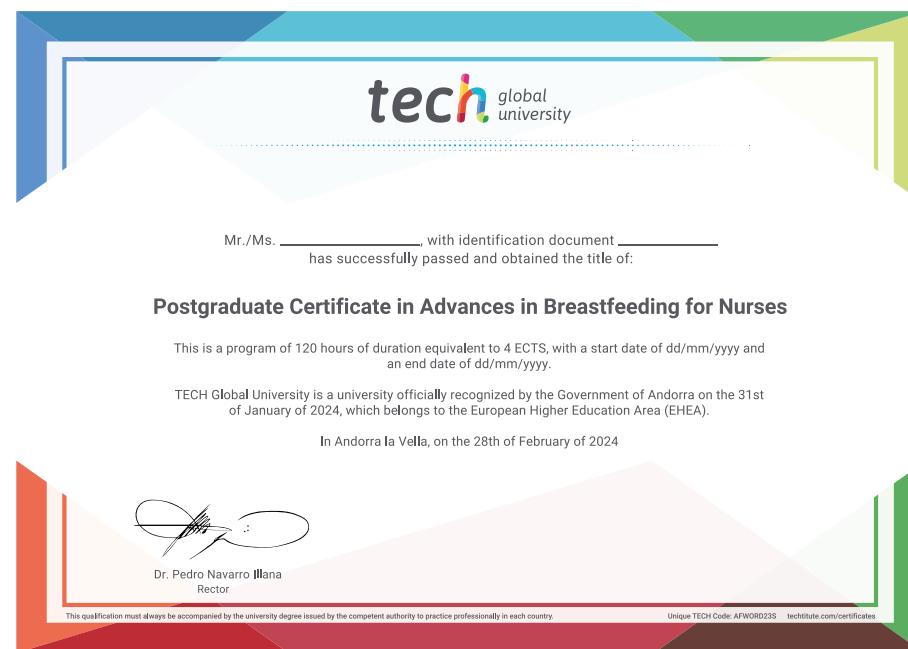 tech global university
Mr./Ms. ____________, with identification document ____________
has successfully passed and obtained the title of:
Postgraduate Certificate in Advances in Breastfeeding for Nurses
This is a program of 120 hours of duration equivalent to 4 ECTS, with a start date of dd/mm/yyyy and
an end date of dd/mm/yyyy.
TECH Global University is a university officially recognized by the Government of Andorra on the 31st
of January of 2024, which belongs to the European Higher Education Area (EHEA).
In Andorra la Vella, on the 28th of February of 2024
Dr. Pedro Navarro Illana
Rector
This qualification must always be accompanied by the university degree issued by the competent authority to practice professionally in each country.
Unique TECH Code: AFWORD23S techtitute.com/certificates